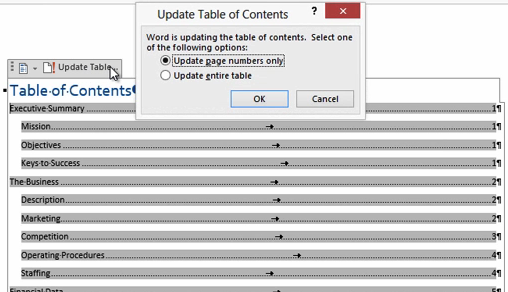 Update Table of Contents
? ×
Word is updating the table of contents. Select one
of the following options:
Update page numbers only
Update entire table
OK Cancel
Update Table...
Table·of·Contents¶
Executive·Summary → 1¶
Mission → 1¶
Objectives → 1¶
Keys·to·Success → 1¶
The·Business → 2¶
Description → 2¶
Marketing → 2¶
Competition → 3¶
Operating·Procedures → 4¶
Staffing → 4¶
Financial·Data 5¶